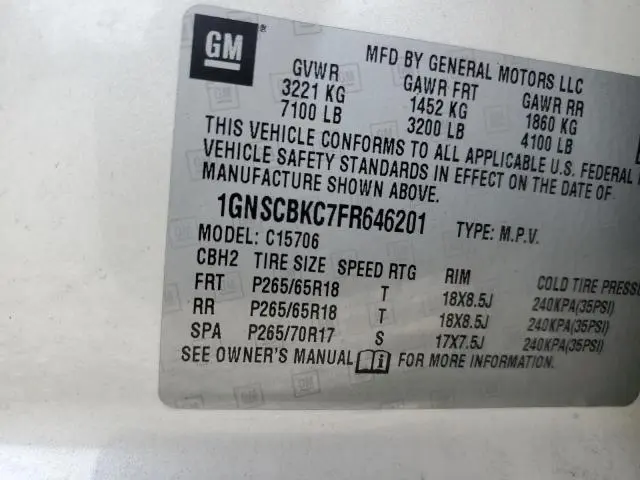 GM
MFD BY GENERAL MOTORS LLC
GVWR GAWR FRT GAWR RR
3221 KG 1452 KG 1860 KG
7100 LB 3200 LB 4100 LB
THIS VEHICLE CONFORMS TO ALL APPLICABLE U.S. FEDERAL
VEHICLE SAFETY STANDARDS IN EFFECT ON THE DATE OF
MANUFACTURE SHOWN ABOVE.
1GNSCBKC7FR646201 TYPE: M.P.V.
MODEL: C15706
CBH2 TIRE SIZE SPEED RTG RIM COLD TIRE PRESSU
FRT P265/65R18 T 18X8.5J 240KPA(35PSI)
RR P265/65R18 T 18X8.5J 240KPA(35PSI)
SPA P265/70R17 S 17X7.5J 240KPA(35PSI)
SEE OWNER'S MANUAL i FOR MORE INFORMATION.